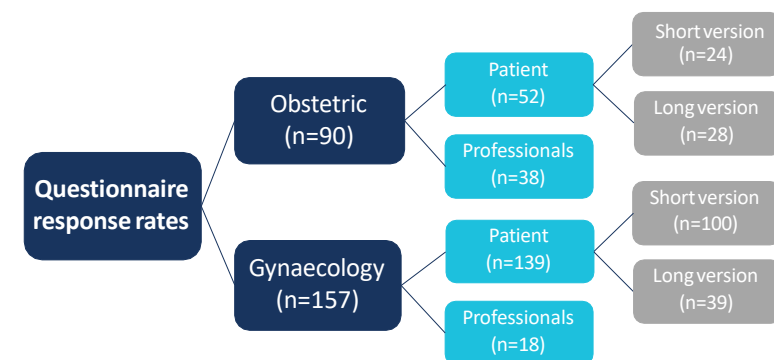 Questionnaire
response rates
Obstetric
(n=90)
Patient
(n=52)
Short version
(n=24)
Long version
(n=28)
Professionals
(n=38)
Gynaecology
(n=157)
Patient
(n=139)
Short version
(n=100)
Long version
(n=39)
Professionals
(n=18)